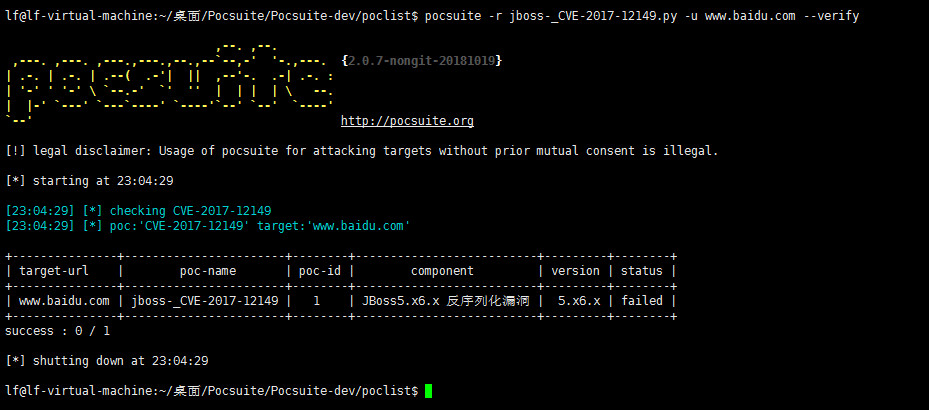 lf@lf-virtual-machine:~/桌面/Pocsuite/Pocsuite-dev/poclist$ pocsuite -r jboss-_CVE-2017-12149.py -u www.baidu.com --verify
pocsuite {2.0.7-nongit-20181019}
http://pocsuite.org
[!] legal disclaimer: Usage of pocsuite for attacking targets without prior mutual consent is illegal.
[*] starting at 23:04:29
[23:04:29] [*] checking CVE-2017-12149
[23:04:29] [*] poc:'CVE-2017-12149' target:'www.baidu.com'
+---------------+----------------------+--------+------------------------+---------+--------+
| target-url | poc-name | poc-id | component | version | status |
+---------------+----------------------+--------+------------------------+---------+--------+
| www.baidu.com | jboss-_CVE-2017-12149 | 1 | JBoss5.x6.x 反序列化漏洞 | 5.x6.x | failed |
+---------------+----------------------+--------+------------------------+---------+--------+
success : 0 / 1
[*] shutting down at 23:04:29
lf@lf-virtual-machine:~/桌面/Pocsuite/Pocsuite-dev/poclist$